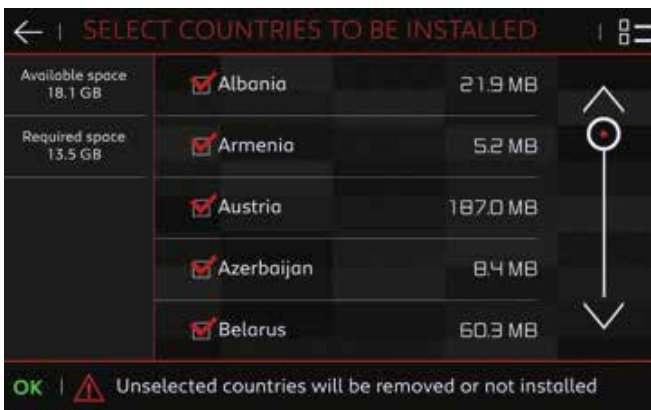 SELECT COUNTRIES TO BE INSTALLED
Available space
18.1 GB
Required space
13.5 GB
Albania 21.9 MB
Armenia 5.2 MB
Austria 187.0 MB
Azerbaijan 8.4 MB
Belarus 60.3 MB
OK Unselected countries will be removed or not installed